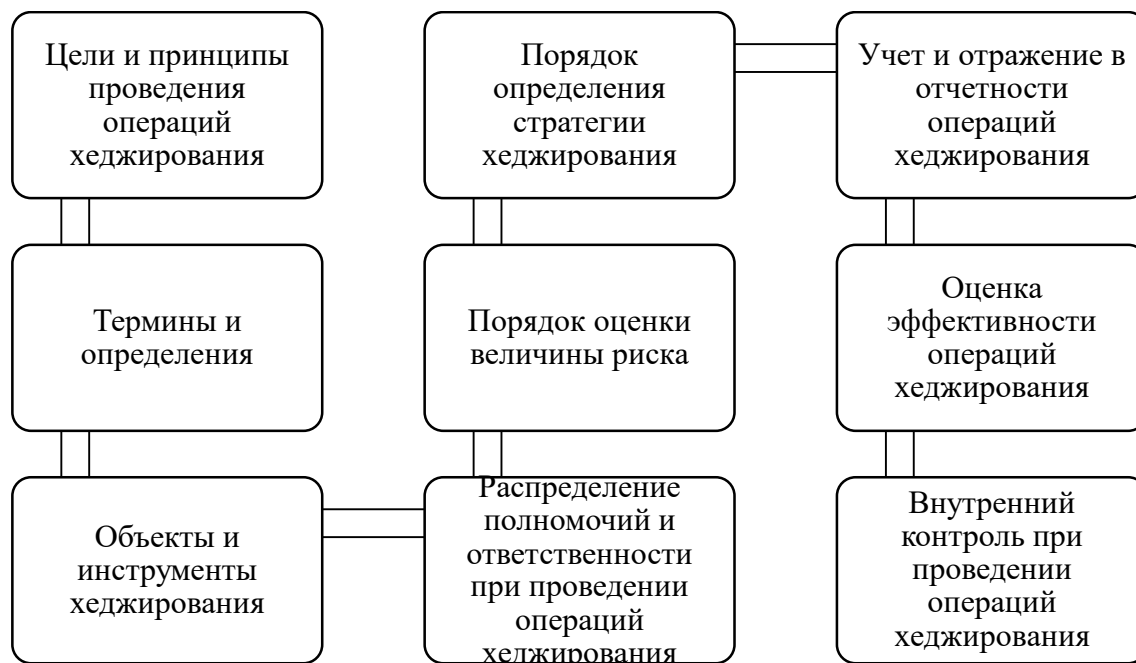 Цели и принципы
проведения
операций
хеджирования
Термины и
определения
Объекты и
инструменты
хеджирования
Распределение
полномочий и
ответственности
при проведении
операций
хеджирования
Порядок оценки
величины риска
Порядок
определения
стратегии
хеджирования
Учет и отражение в
отчетности
операций
хеджирования
Оценка
эффективности
операций
хеджирования
Внутренний
контроль при
проведении
операций
хеджирования